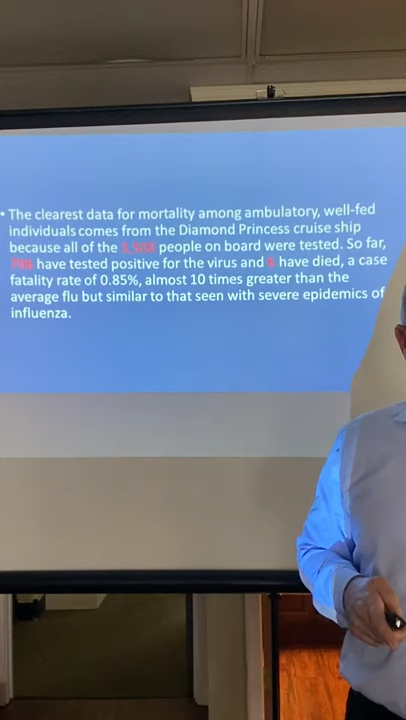 • The clearest data for mortality among ambulatory, well-fed
individuals comes from the Diamond Princess cruise ship
because all of the people on board were tested. So far,
have tested positive for the virus and have died, a case
fatality rate of 0.85%, almost 10 times greater than the
average flu but similar to that seen with severe epidemics of
influenza.